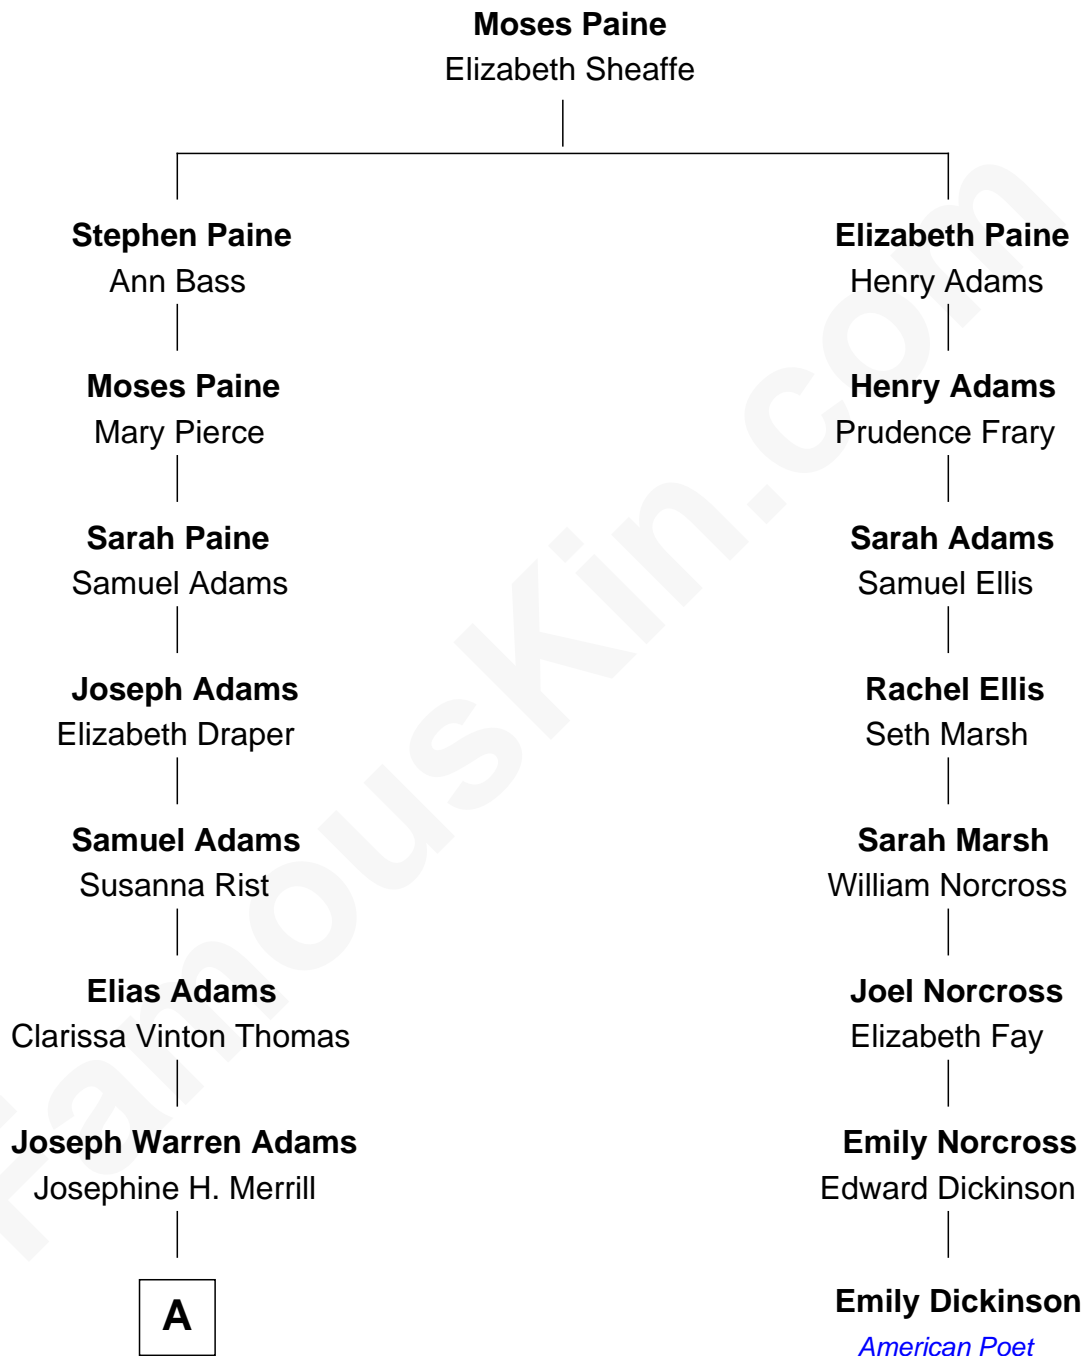 Moses Paine
Elizabeth Sheaffe
Stephen Paine
Ann Bass
Elizabeth Paine
Henry Adams
Moses Paine
Mary Pierce
Henry Adams
Prudence Frary
Sarah Paine
Samuel Adams
Sarah Adams
Samuel Ellis
Joseph Adams
Elizabeth Draper
Rachel Ellis
Seth Marsh
Samuel Adams
Susanna Rist
Sarah Marsh
William Norcross
Elias Adams
Clarissa Vinton Thomas
Joel Norcross
Elizabeth Fay
Joseph Warren Adams
Josephine H. Merrill
Emily Norcross
Edward Dickinson
A
Emily Dickinson
American Poet
FamousKin.com